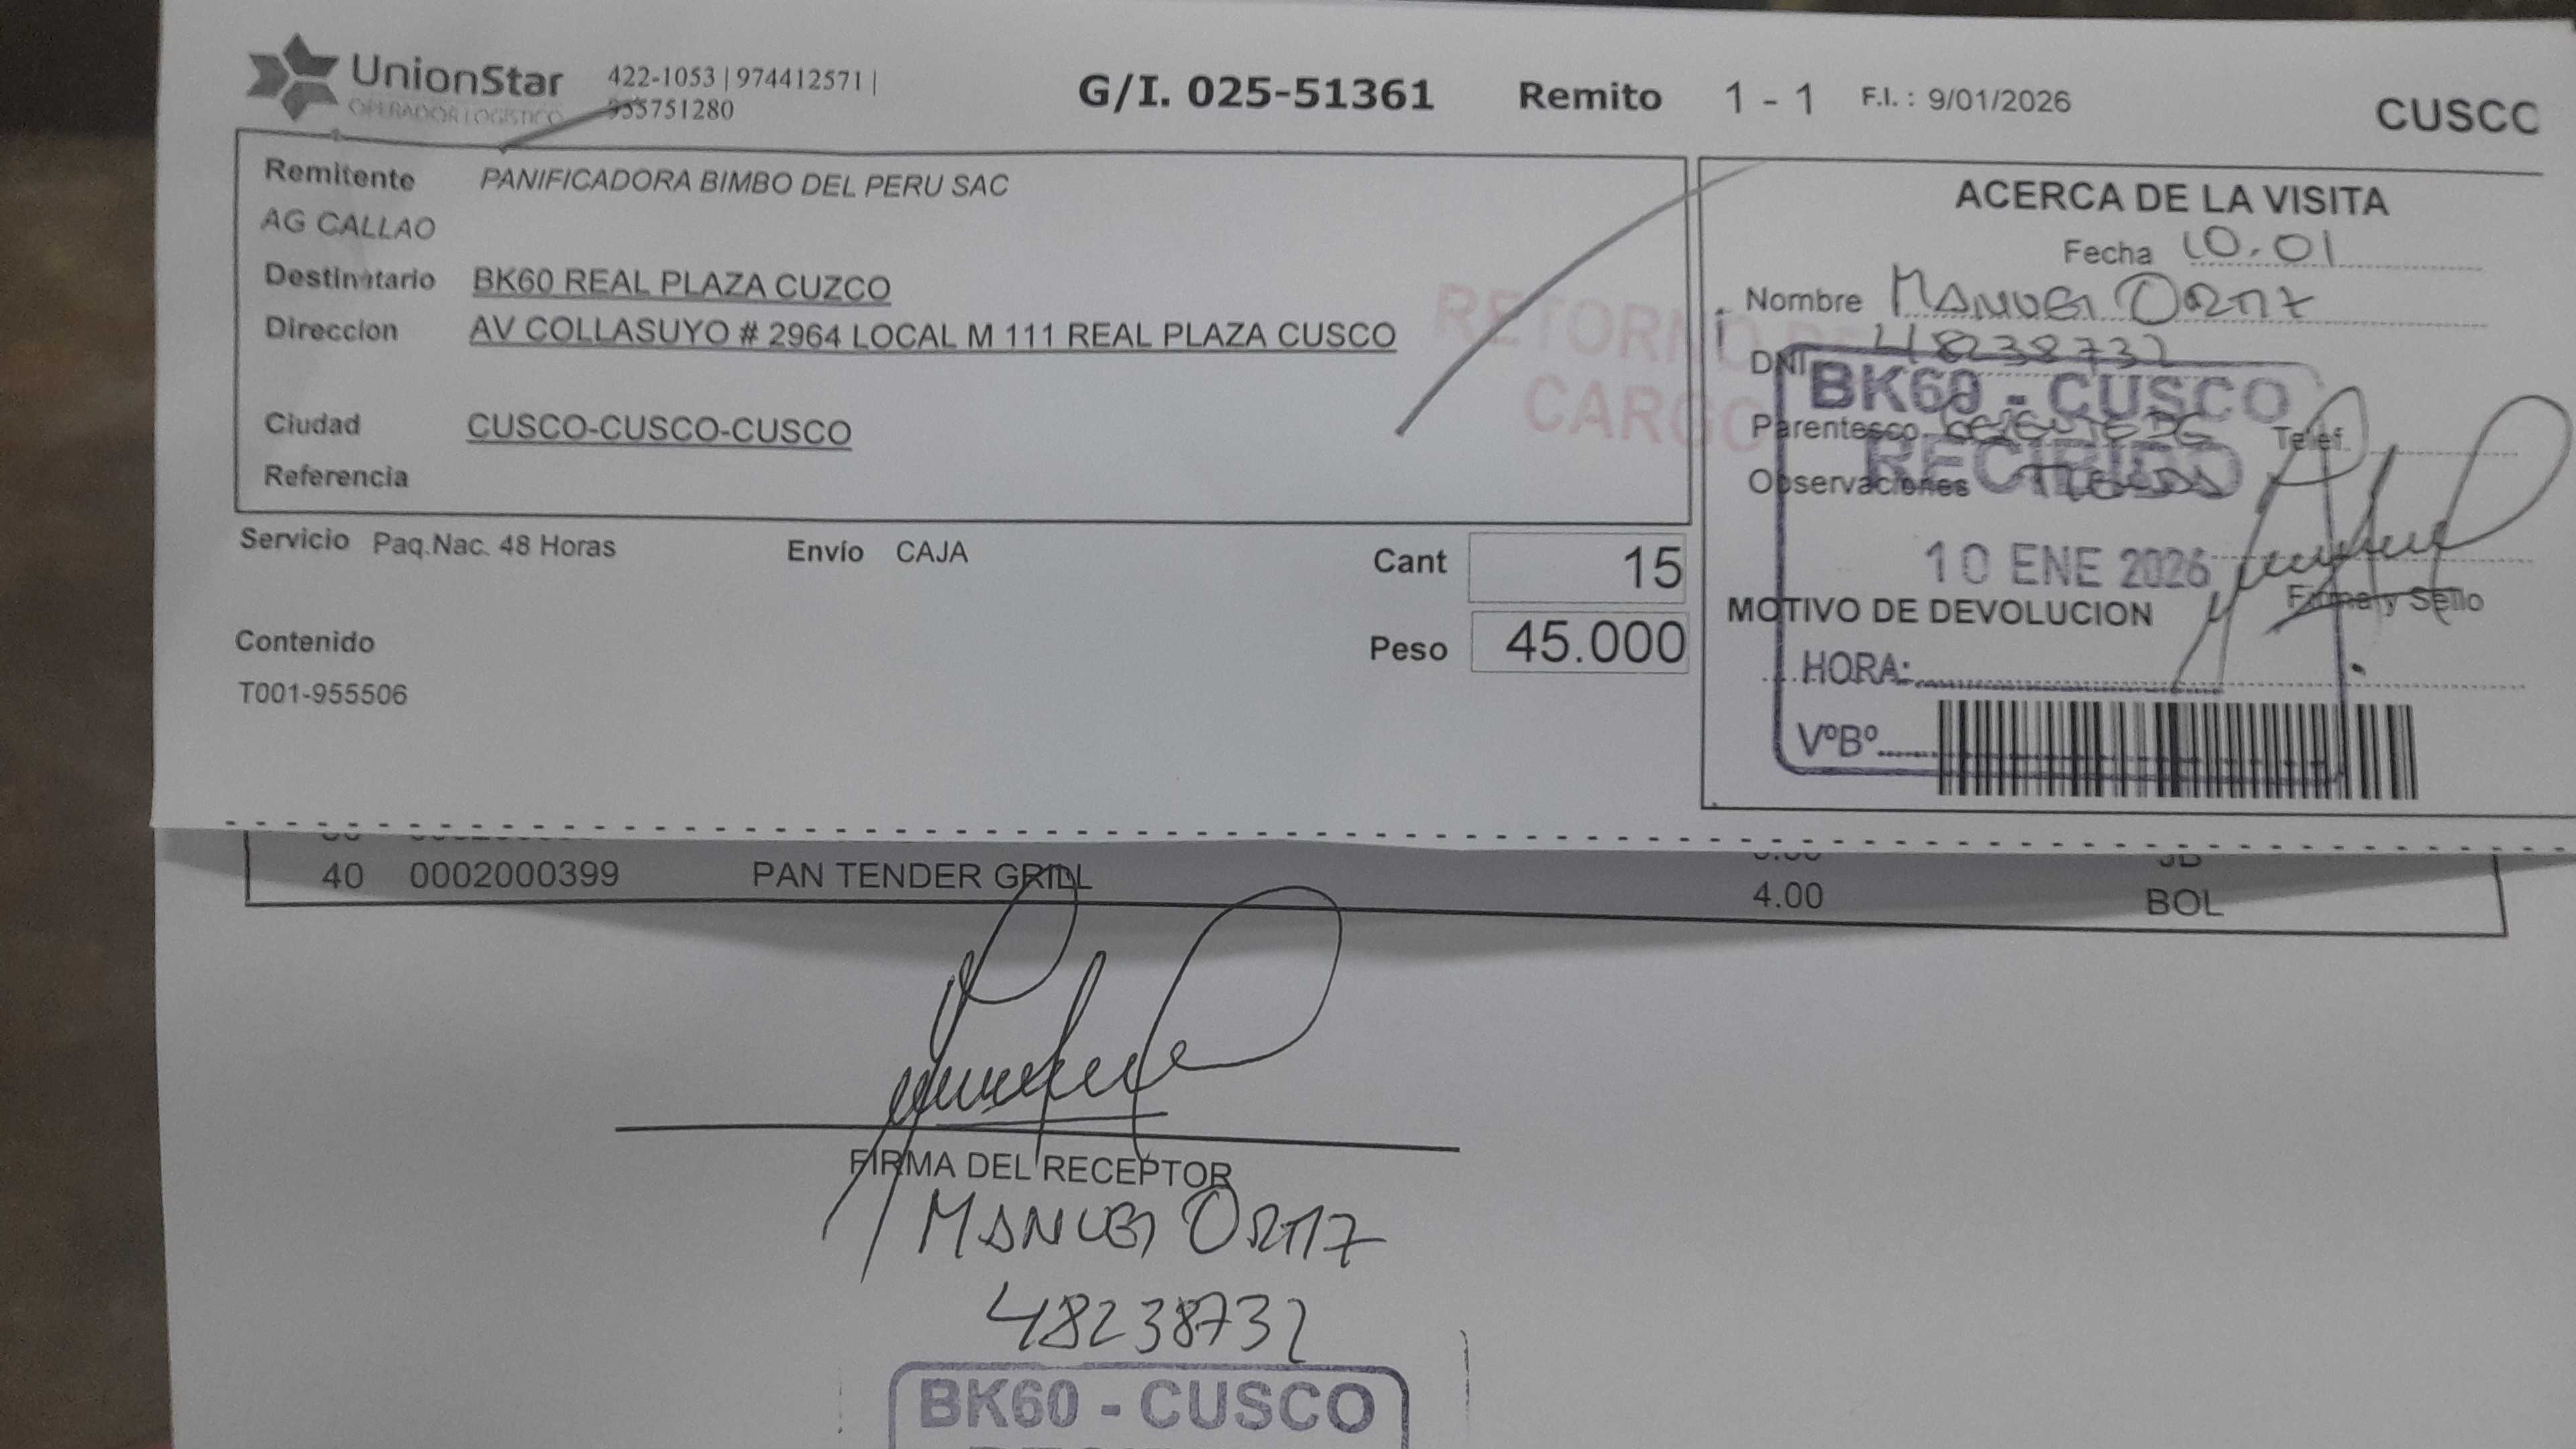 UnionStar
OPERADOR LOGISTICO
422-1053 | 974412571 |
955751280
G/I. 025-51361 Remito 1 - 1 F.I. : 9/01/2026 CUSCO
Remitente PANIFICADORA BIMBO DEL PERU SAC
AG CALLAO
Destinatario BK60 REAL PLAZA CUZCO
Direccion AV COLLASUYO # 2964 LOCAL M 111 REAL PLAZA CUSCO
Ciudad CUSCO-CUSCO-CUSCO
Referencia
RETORNO DE
CARGO
ACERCA DE LA VISITA
Fecha 10.01
Nombre MANUEL ORTIZ
DNI 48238732
BK60 - CUSCO
Parentesco Telef.
RECIBIDO
Observaciones
10 ENE 2026
Firma y Sello
MOTIVO DE DEVOLUCION
HORA:
VºBº
Servicio Paq.Nac. 48 Horas Envío CAJA Cant 15
Peso 45.000
Contenido
T001-955506
40 0002000399 PAN TENDER GRILL 4.00 BOL
FIRMA DEL RECEPTOR
MANUEL ORTIZ
48238732
BK60 - CUSCO